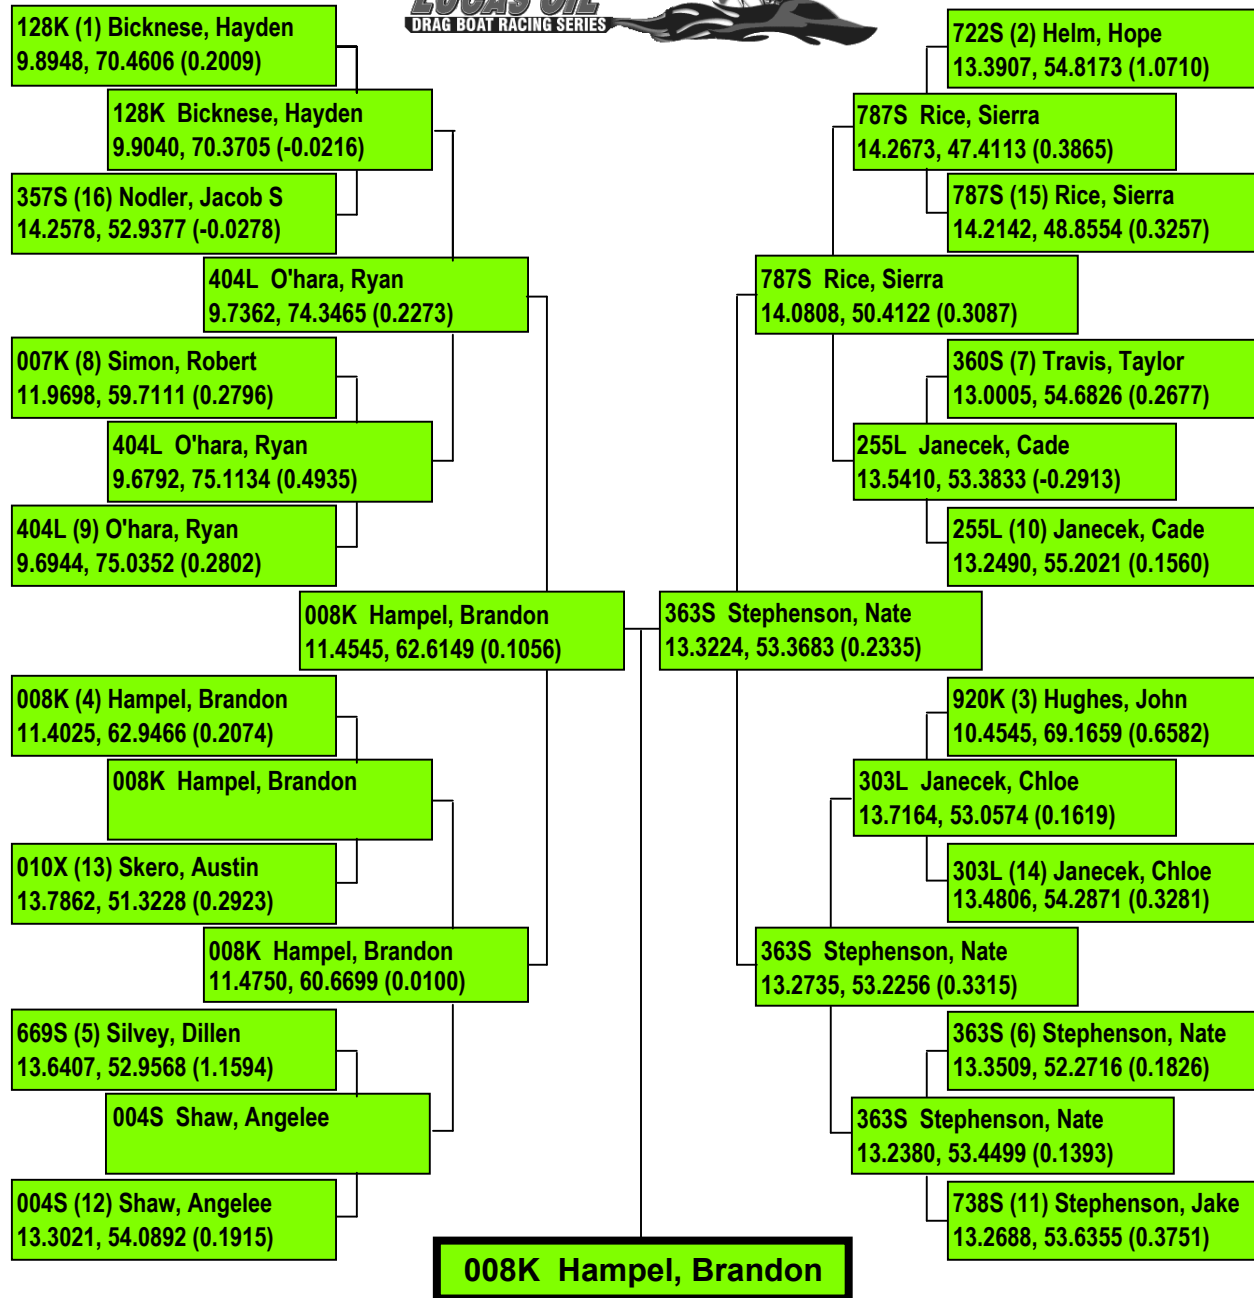 LUCAS OIL
DRAG BOAT RACING SERIES
128K (1) Bicknese, Hayden
9.8948, 70.4606 (0.2009)
128K Bicknese, Hayden
9.9040, 70.3705 (-0.0216)
357S (16) Nodler, Jacob S
14.2578, 52.9377 (-0.0278)
404L O'hara, Ryan
9.7362, 74.3465 (0.2273)
007K (8) Simon, Robert
11.9698, 59.7111 (0.2796)
404L O'hara, Ryan
9.6792, 75.1134 (0.4935)
404L (9) O'hara, Ryan
9.6944, 75.0352 (0.2802)
008K Hampel, Brandon
11.4545, 62.6149 (0.1056)
008K (4) Hampel, Brandon
11.4025, 62.9466 (0.2074)
008K Hampel, Brandon
010X (13) Skero, Austin
13.7862, 51.3228 (0.2923)
008K Hampel, Brandon
11.4750, 60.6699 (0.0100)
669S (5) Silvey, Dillen
13.6407, 52.9568 (1.1594)
004S Shaw, Angelee
004S (12) Shaw, Angelee
13.3021, 54.0892 (0.1915)
722S (2) Helm, Hope
13.3907, 54.8173 (1.0710)
787S Rice, Sierra
14.2673, 47.4113 (0.3865)
787S (15) Rice, Sierra
14.2142, 48.8554 (0.3257)
787S Rice, Sierra
14.0808, 50.4122 (0.3087)
360S (7) Travis, Taylor
13.0005, 54.6826 (0.2677)
255L Janecek, Cade
13.5410, 53.3833 (-0.2913)
255L (10) Janecek, Cade
13.2490, 55.2021 (0.1560)
363S Stephenson, Nate
13.3224, 53.3683 (0.2335)
920K (3) Hughes, John
10.4545, 69.1659 (0.6582)
303L Janecek, Chloe
13.7164, 53.0574 (0.1619)
303L (14) Janecek, Chloe
13.4806, 54.2871 (0.3281)
363S Stephenson, Nate
13.2735, 53.2256 (0.3315)
363S (6) Stephenson, Nate
13.3509, 52.2716 (0.1826)
363S Stephenson, Nate
13.2380, 53.4499 (0.1393)
738S (11) Stephenson, Jake
13.2688, 53.6355 (0.3751)
008K Hampel, Brandon